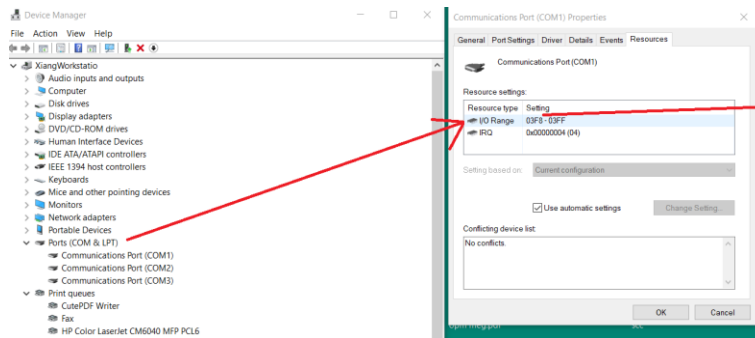 Device Manager
File Action View Help
XiangWorkstatio
Audio inputs and outputs
Computer
Disk drives
Display adapters
DVD/CD-ROM drives
Human Interface Devices
IDE ATA/ATAPI controllers
IEEE 1394 host controllers
Keyboards
Mice and other pointing devices
Monitors
Network adapters
Portable Devices
Ports (COM & LPT)
Communications Port (COM1)
Communications Port (COM2)
Communications Port (COM3)
Print queues
CutePDF Writer
Fax
HP Color LaserJet CM6040 MFP PCL6
Communications Port (COM1) Properties
General Port Settings Driver Details Events Resources
Communications Port (COM1)
Resource settings:
Resource type Setting
I/O Range 03F8 - 03FF
IRQ 0x00000004 (04)
Setting based on: Current configuration
Use automatic settings Change Setting...
Conflicting device list:
No conflicts.
OK Cancel